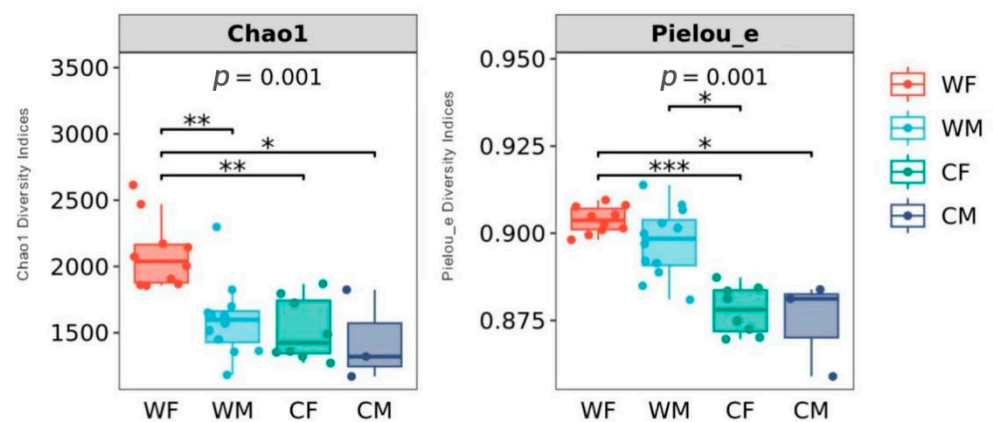 Chao1
Chao1 Diversity Indices
3500
3000
2500
2000
1500
p = 0.001
**
*
**
WF WM CF CM
Pielou_e
Pielou_e Diversity Indices
0.950
0.925
0.900
0.875
p = 0.001
*
*
***
WF WM CF CM
WF
WM
CF
CM